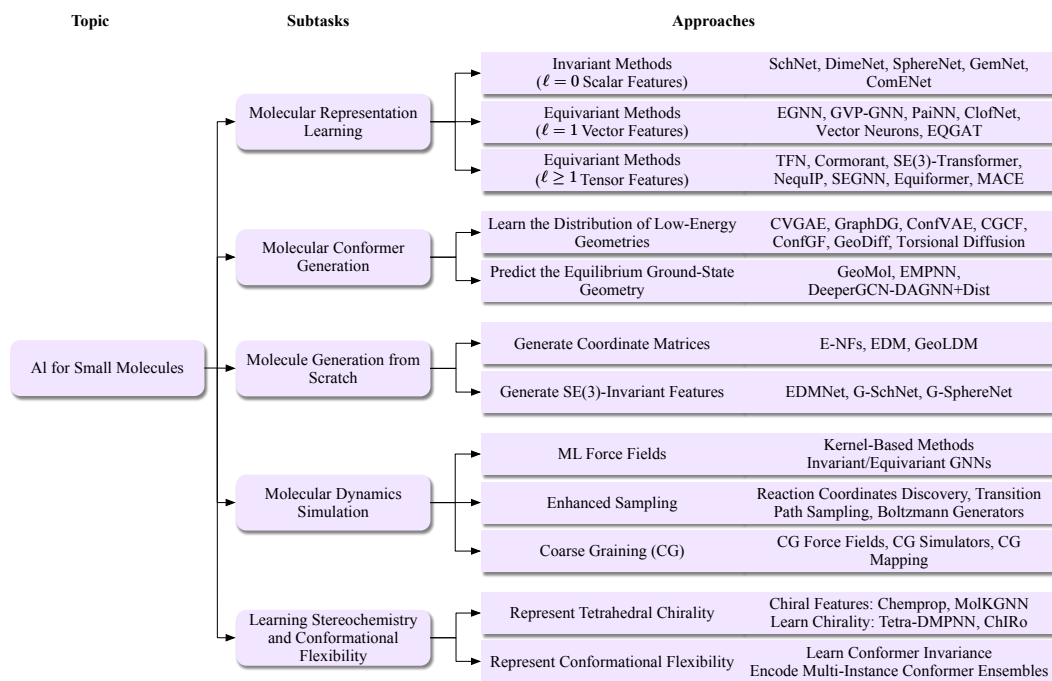 Topic
Subtasks
Approaches
AI for Small Molecules
Molecular Representation
Learning
Invariant Methods
(ℓ = 0 Scalar Features)
SchNet, DimeNet, SphereNet, GemNet,
ComENet
Equivariant Methods
(ℓ = 1 Vector Features)
EGNN, GVP-GNN, PaiNN, ClofNet,
Vector Neurons, EQGAT
Equivariant Methods
(ℓ ≥ 1 Tensor Features)
TFN, Cormorant, SE(3)-Transformer,
NequIP, SEGNN, Equiformer, MACE
Molecular Conformer
Generation
Learn the Distribution of Low-Energy
Geometries
CVGAE, GraphDG, ConfVAE, CGCF,
ConfGF, GeoDiff, Torsional Diffusion
Predict the Equilibrium Ground-State
Geometry
GeoMol, EMPNN,
DeeperGCN-DAGNN+Dist
Molecule Generation from
Scratch
Generate Coordinate Matrices
E-NFs, EDM, GeoLDM
Generate SE(3)-Invariant Features
EDMNet, G-SchNet, G-SphereNet
Molecular Dynamics
Simulation
ML Force Fields
Kernel-Based Methods
Invariant/Equivariant GNNs
Enhanced Sampling
Reaction Coordinates Discovery, Transition
Path Sampling, Boltzmann Generators
Coarse Graining (CG)
CG Force Fields, CG Simulators, CG
Mapping
Learning Stereochemistry
and Conformational
Flexibility
Represent Tetrahedral Chirality
Chiral Features: Chemprop, MolKGNN
Learn Chirality: Tetra-DMPNN, ChIRo
Represent Conformational Flexibility
Learn Conformer Invariance
Encode Multi-Instance Conformer Ensembles